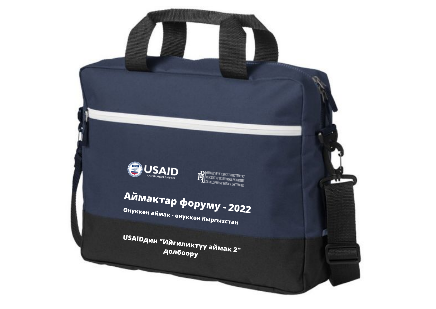 USAID
Аймактар форуму - 2022
Өнүккөн аймак - өнүккөн Кыргызстан
USAIDдин "Ийгиликтүү аймак 2"
долбоору